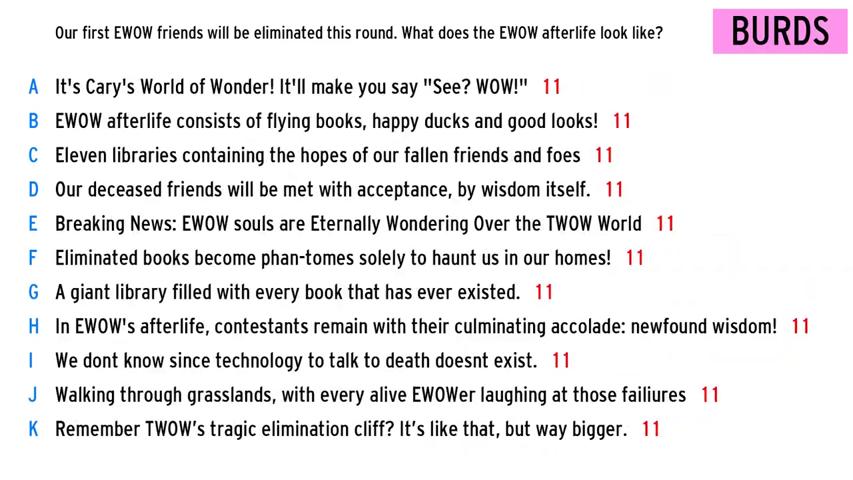 Our first EWOW friends will be eliminated this round. What does the EWOW afterlife look like?
BURDS
A It's Cary's World of Wonder! It'll make you say "See? WOW!" 11
B EWOW afterlife consists of flying books, happy ducks and good looks! 11
C Eleven libraries containing the hopes of our fallen friends and foes 11
D Our deceased friends will be met with acceptance, by wisdom itself. 11
E Breaking News: EWOW souls are Eternally Wondering Over the TWOW World 11
F Eliminated books become phan-tomes solely to haunt us in our homes! 11
G A giant library filled with every book that has ever existed. 11
H In EWOW's afterlife, contestants remain with their culminating accolade: newfound wisdom! 11
I We dont know since technology to talk to death doesnt exist. 11
J Walking through grasslands, with every alive EWOWer laughing at those failiures 11
K Remember TWOW’s tragic elimination cliff? It’s like that, but way bigger. 11